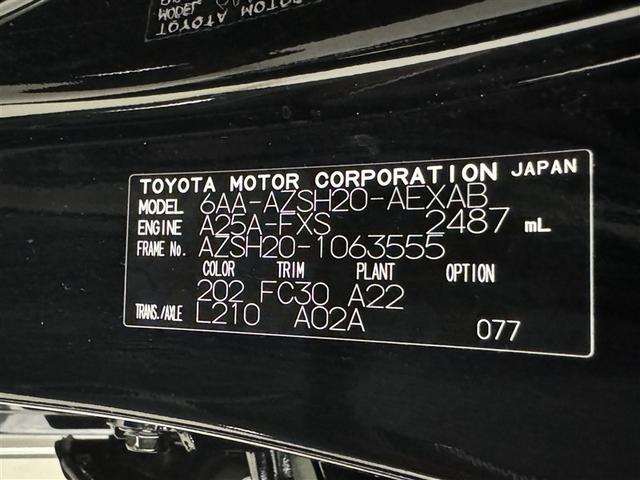 TOYOTA MOTOR CORPORATION JAPAN
MODEL 6AA-AZSH20-AEXAB
ENGINE A25A-FXS 2487 mL
FRAME No. AZSH20-1063555
COLOR TRIM PLANT OPTION
202 FC30 A22
TRANS./AXLE L210 A02A
077